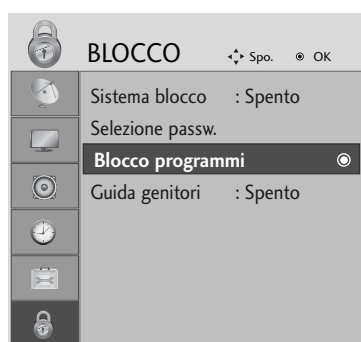 BLOCCO Spo. OK
Sistema blocco : Spento
Selezione passw.
Blocco programmi
Guida genitori : Spento